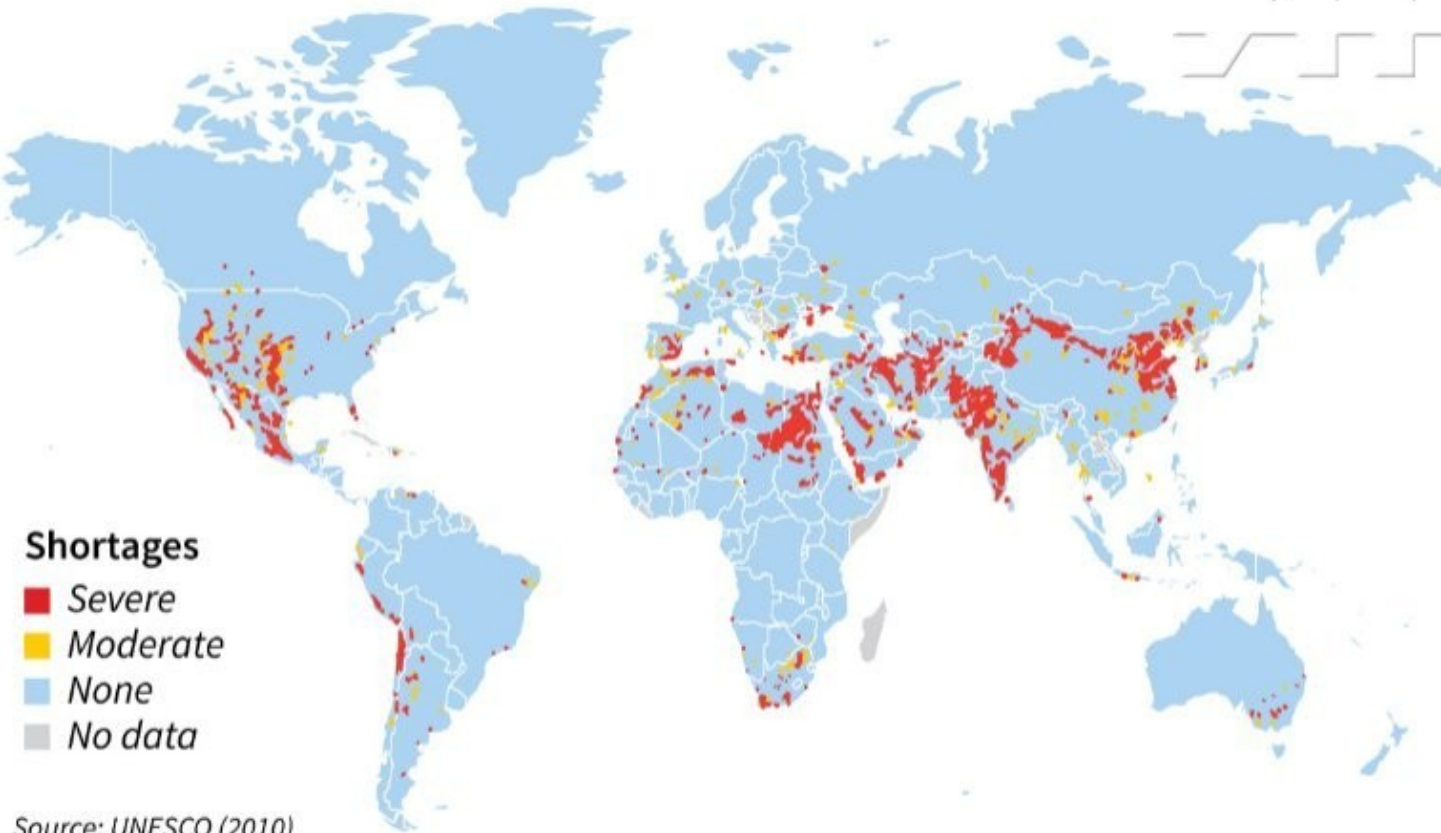 Shortages
Severe
Moderate
None
No data
Source: UNESCO (2010)